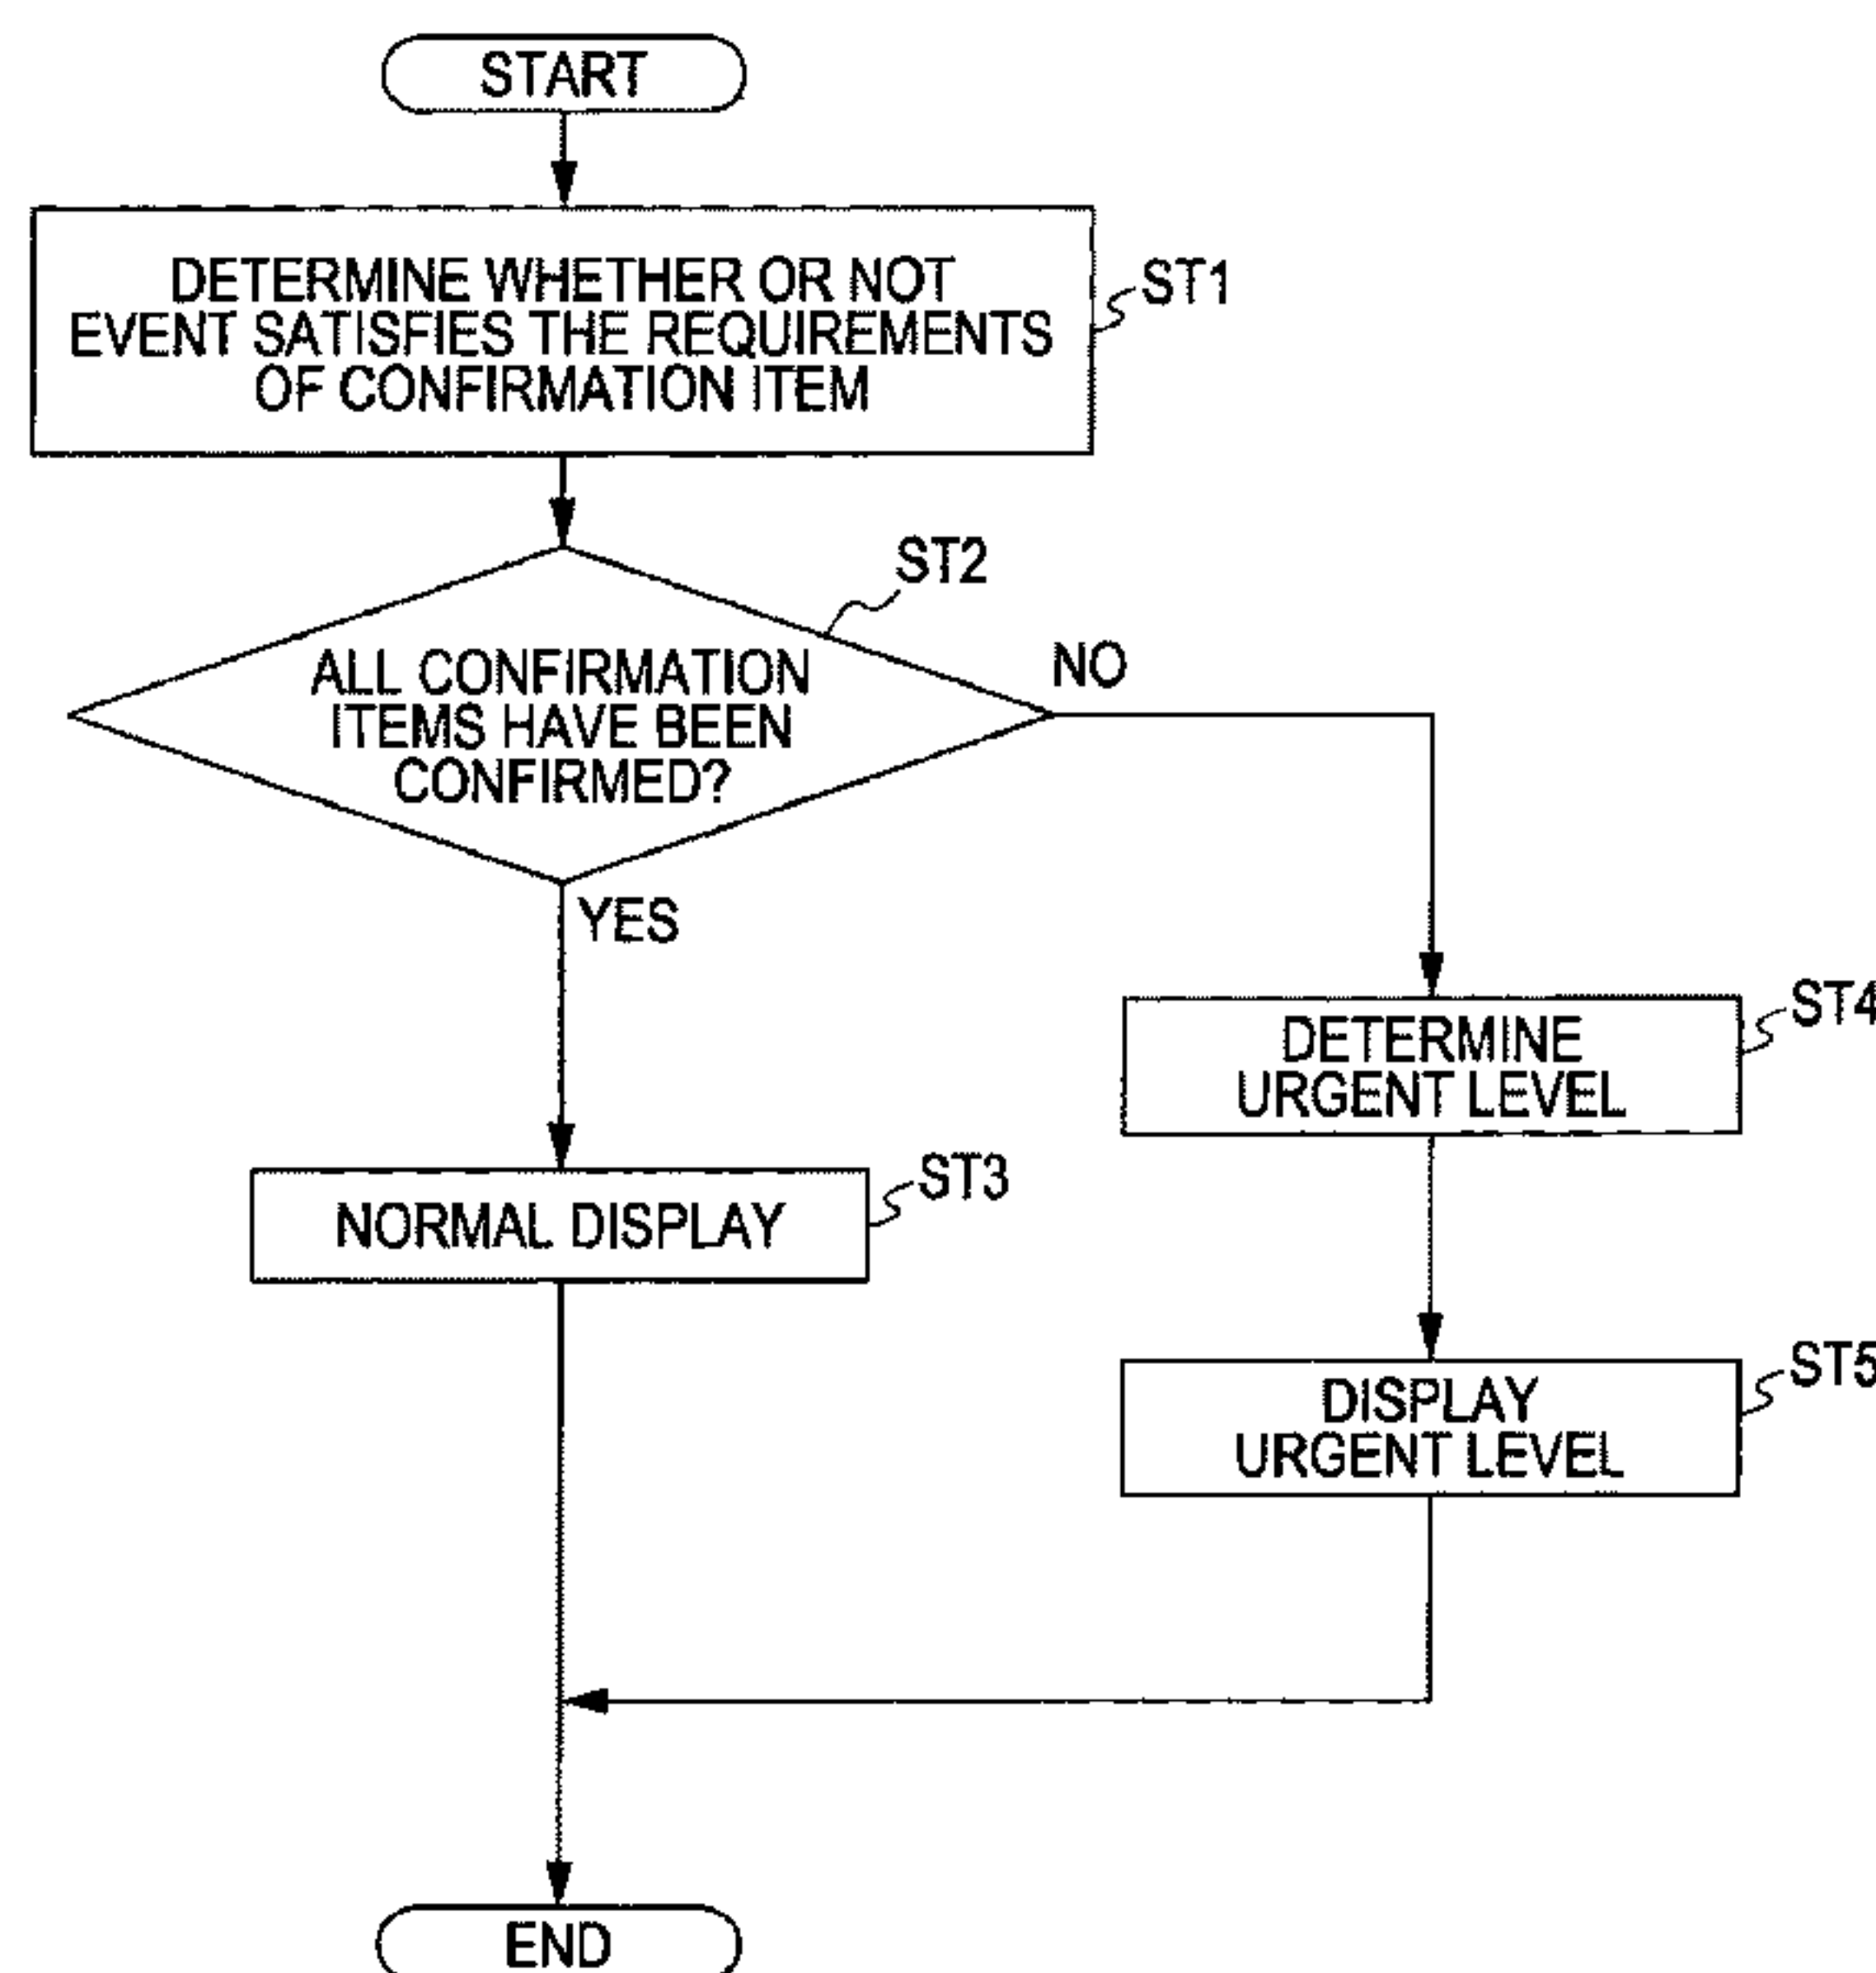 START
DETERMINE WHETHER OR NOT
EVENT SATISFIES THE REQUIREMENTS
OF CONFIRMATION ITEM
ST1
ST2
ALL CONFIRMATION
ITEMS HAVE BEEN
CONFIRMED?
NO
YES
DETERMINE
URGENT LEVEL
ST4
NORMAL DISPLAY
ST3
DISPLAY
URGENT LEVEL
ST5
END